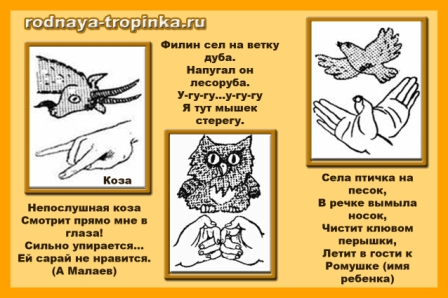 rodnaya-tropinka.ru
Коза
Непослушная коза
Смотрит прямо мне в
глаза!
Сильно упирается...
Ей сарай не нравится.
(А Малаев)
Филин сел на ветку
дуба.
Напугал он
лесоруба.
У-гу-гу...у-гу-гу
Я тут мышек
стерегу.
Села птичка на
песок,
В речке вымыла
носок,
Чистит клювом
перышки,
Летит в гости к
Ромушке (имя
ребенка)